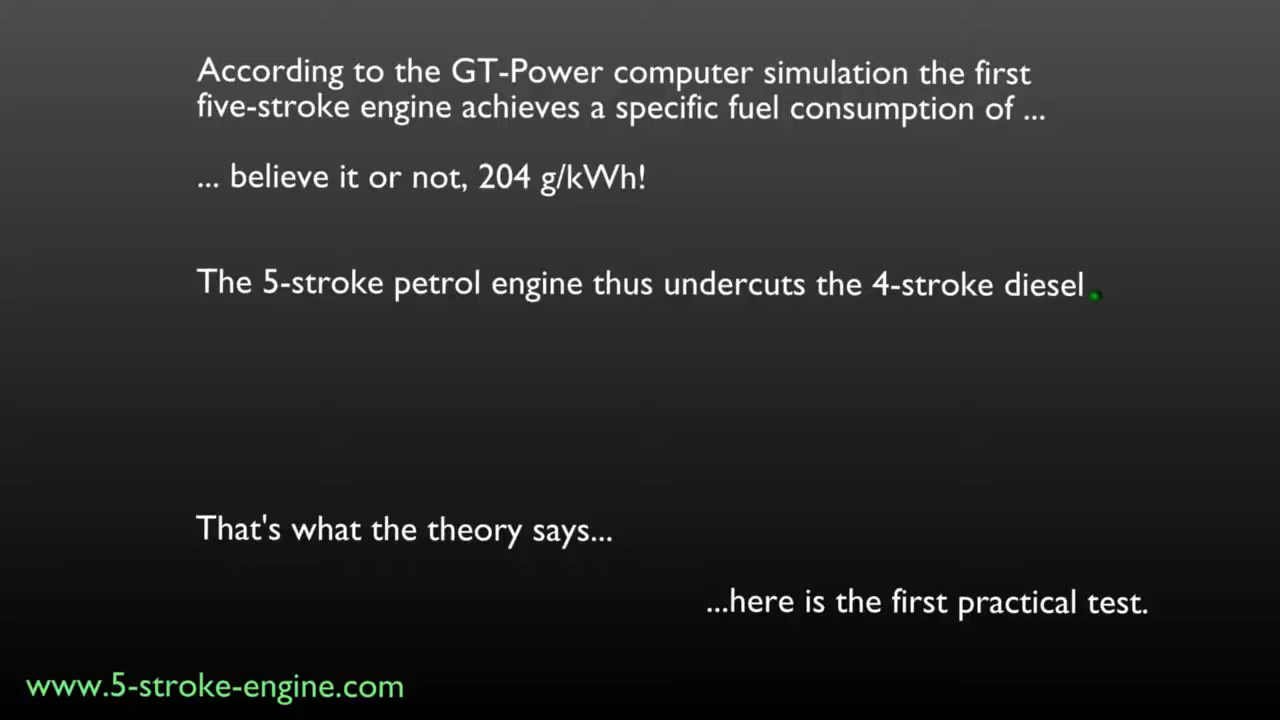 According to the GT-Power computer simulation the first
five-stroke engine achieves a specific fuel consumption of ...
... believe it or not, 204 g/kWh!
The 5-stroke petrol engine thus undercuts the 4-stroke diesel.
That's what the theory says...
...here is the first practical test.
www.5-stroke-engine.com